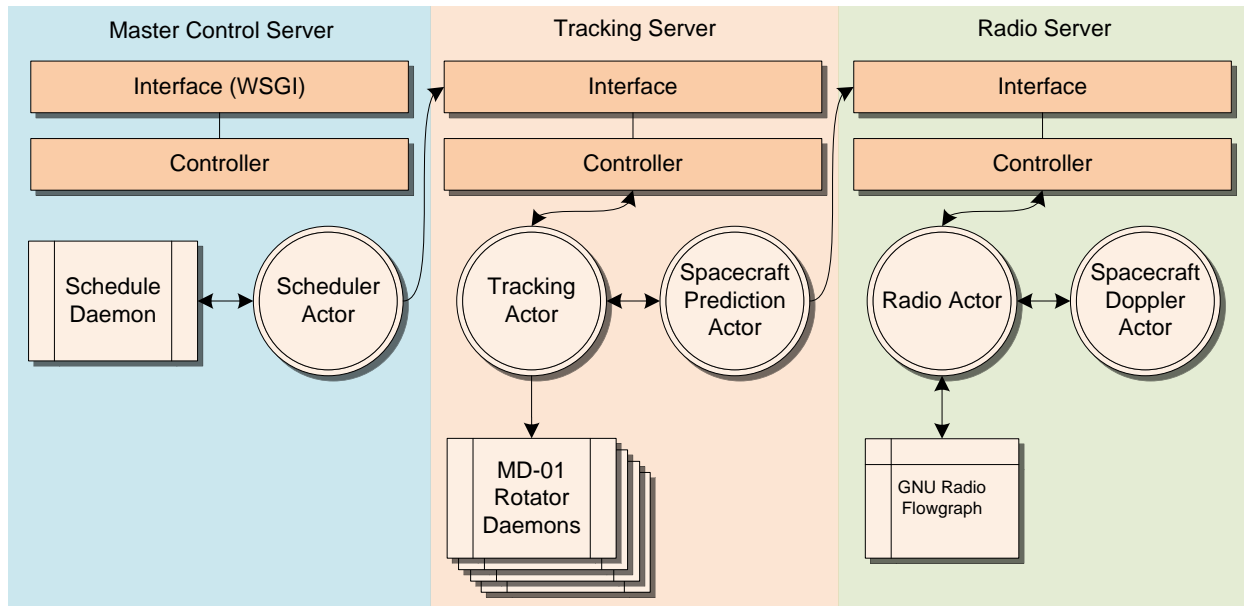 Master Control Server
Interface (WSGI)
Controller
Schedule
Daemon
Scheduler
Actor
Tracking Server
Interface
Controller
Tracking
Actor
Spacecraft
Prediction
Actor
MD-01
Rotator
Daemons
Radio Server
Interface
Controller
Radio Actor
Spacecraft
Doppler
Actor
GNU Radio
Flowgraph